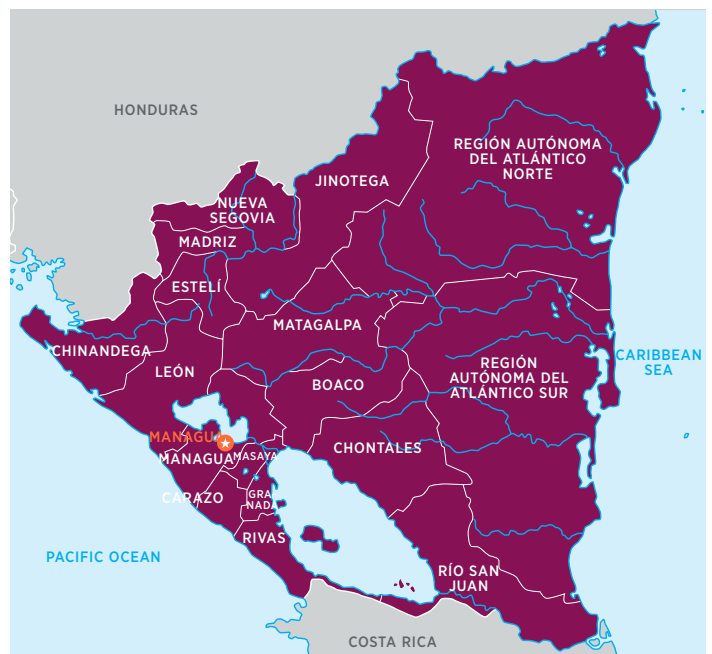 HONDURAS
REGIÓN AUTÓNOMA
DEL ATLÁNTICO
NORTE
JINOTEGA
NUEVA
SEGOVIA
MADRIZ
ESTELÍ
MATAGALPA
CHINANDEGA
LEÓN
BOACO
REGIÓN
AUTÓNOMA DEL
ATLÁNTICO SUR
CARIBBEAN
SEA
MANAGUA
MANAGUA
MASAYA
CHONTALES
CARAZO
GRA
NADA
RIVAS
PACIFIC OCEAN
RÍO SAN
JUAN
COSTA RICA